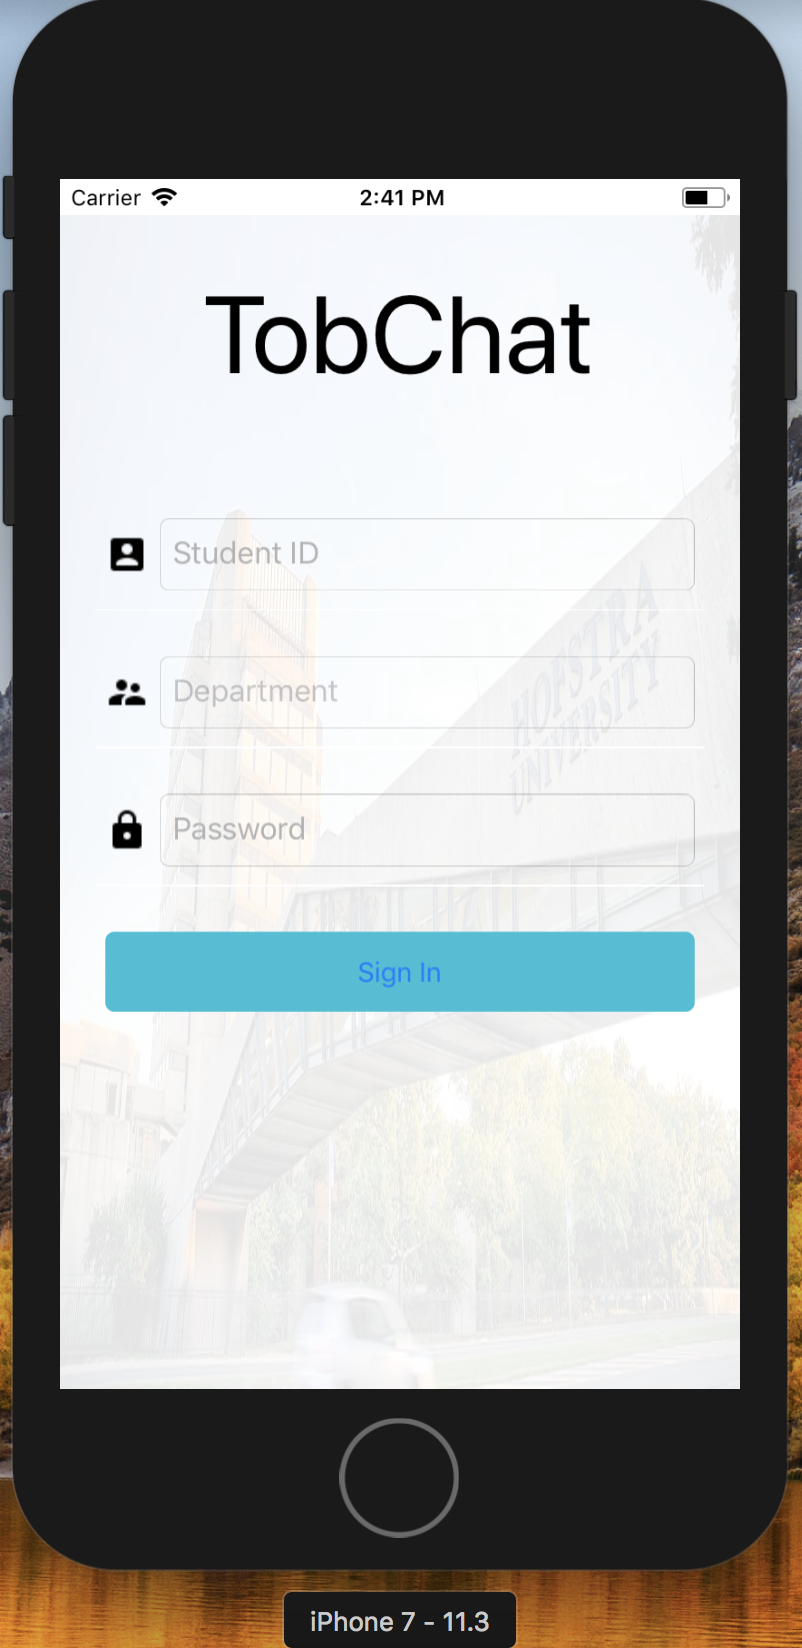 Carrier 2:41 PM
TobChat
Student ID
HOFSTRA
UNIVERSITY
Department
Password
Sign In
iPhone 7 - 11.3